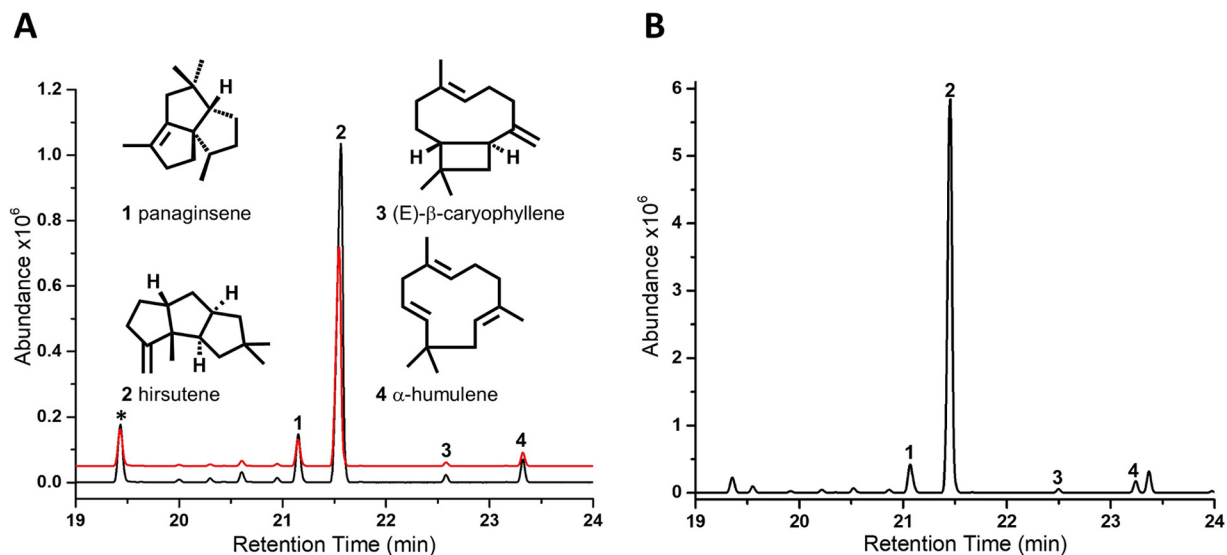 A
B
1.2
1.0
0.8
0.6
0.4
0.2
0.0
Abundance x10⁶
19 20 21 22 23 24
Retention Time (min)
H
1 panaginsene
2
H H
3 (E)-β-caryophyllene
H
H
H
2 hirsutene
4 α-humulene
*
1
3
4
6
5
4
3
2
1
0
Abundance x10⁶
19 20 21 22 23 24
Retention Time (min)
2
1
3
4